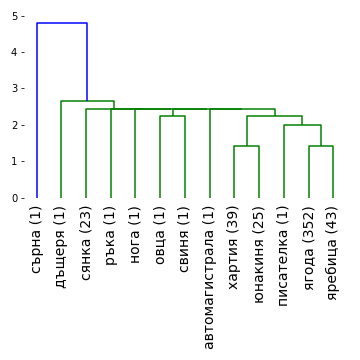 5
4
3
2
1
0
сърна (1)
дъщеря (1)
сянка (23)
ръка (1)
нога (1)
овца (1)
свиня (1)
автомагистрала (1)
хартия (39)
юнакиня (25)
писателка (1)
ягода (352)
яребица (43)